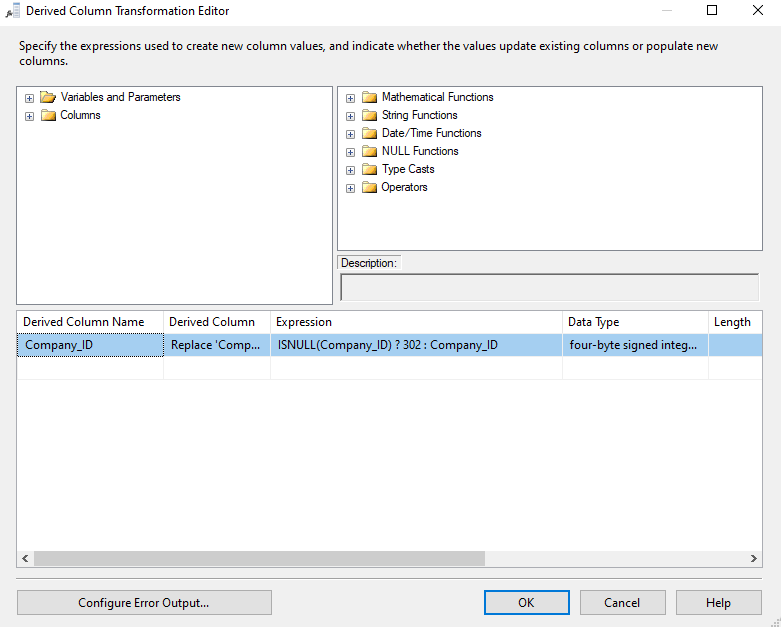 Derived Column Transformation Editor
Specify the expressions used to create new column values, and indicate whether the values update existing columns or populate new
columns.
Variables and Parameters
Columns
Mathematical Functions
String Functions
Date/Time Functions
NULL Functions
Type Casts
Operators
Description:
Derived Column Name Derived Column Expression Data Type Length
Company_ID Replace 'Comp... ISNULL(Company_ID) ? 302 : Company_ID four-byte signed integ...
Configure Error Output... OK Cancel Help